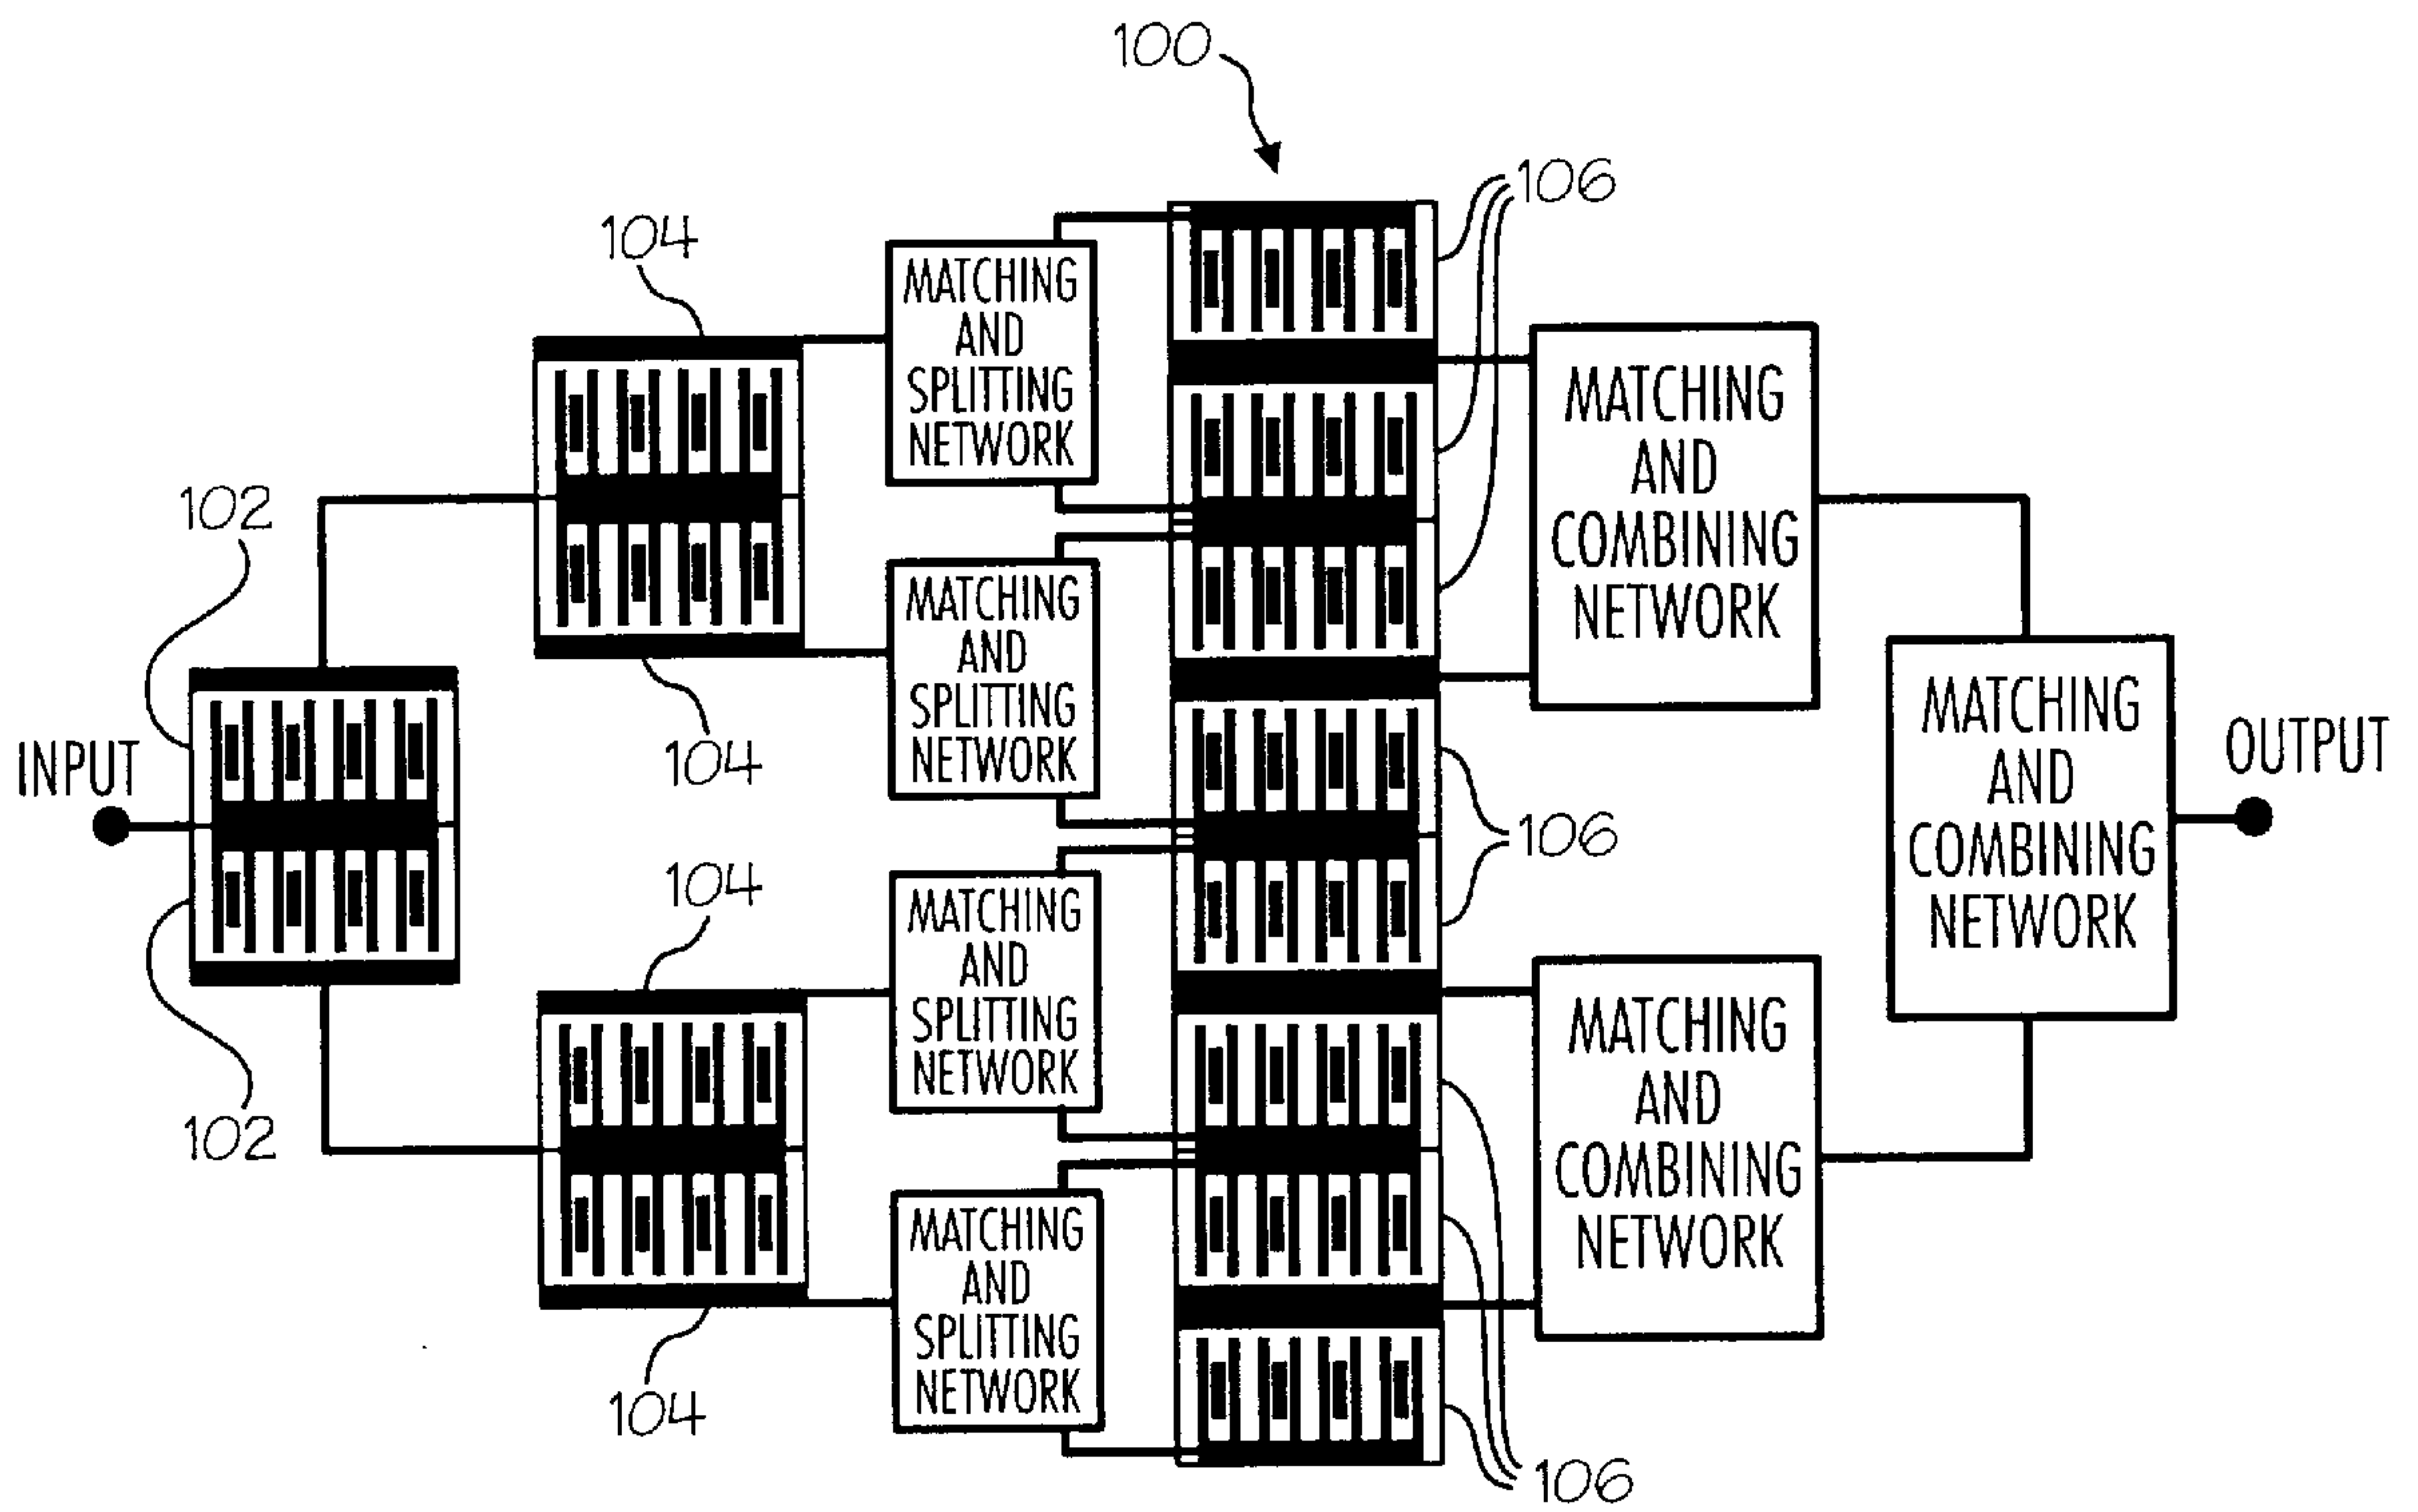 100
106
104
MATCHING
AND
SPLITTING
NETWORK
MATCHING
AND
COMBINING
NETWORK
102
MATCHING
AND
SPLITTING
NETWORK
104
INPUT
MATCHING
AND
COMBINING
NETWORK
OUTPUT
106
104
MATCHING
AND
SPLITTING
NETWORK
MATCHING
AND
COMBINING
NETWORK
102
MATCHING
AND
SPLITTING
NETWORK
104
106